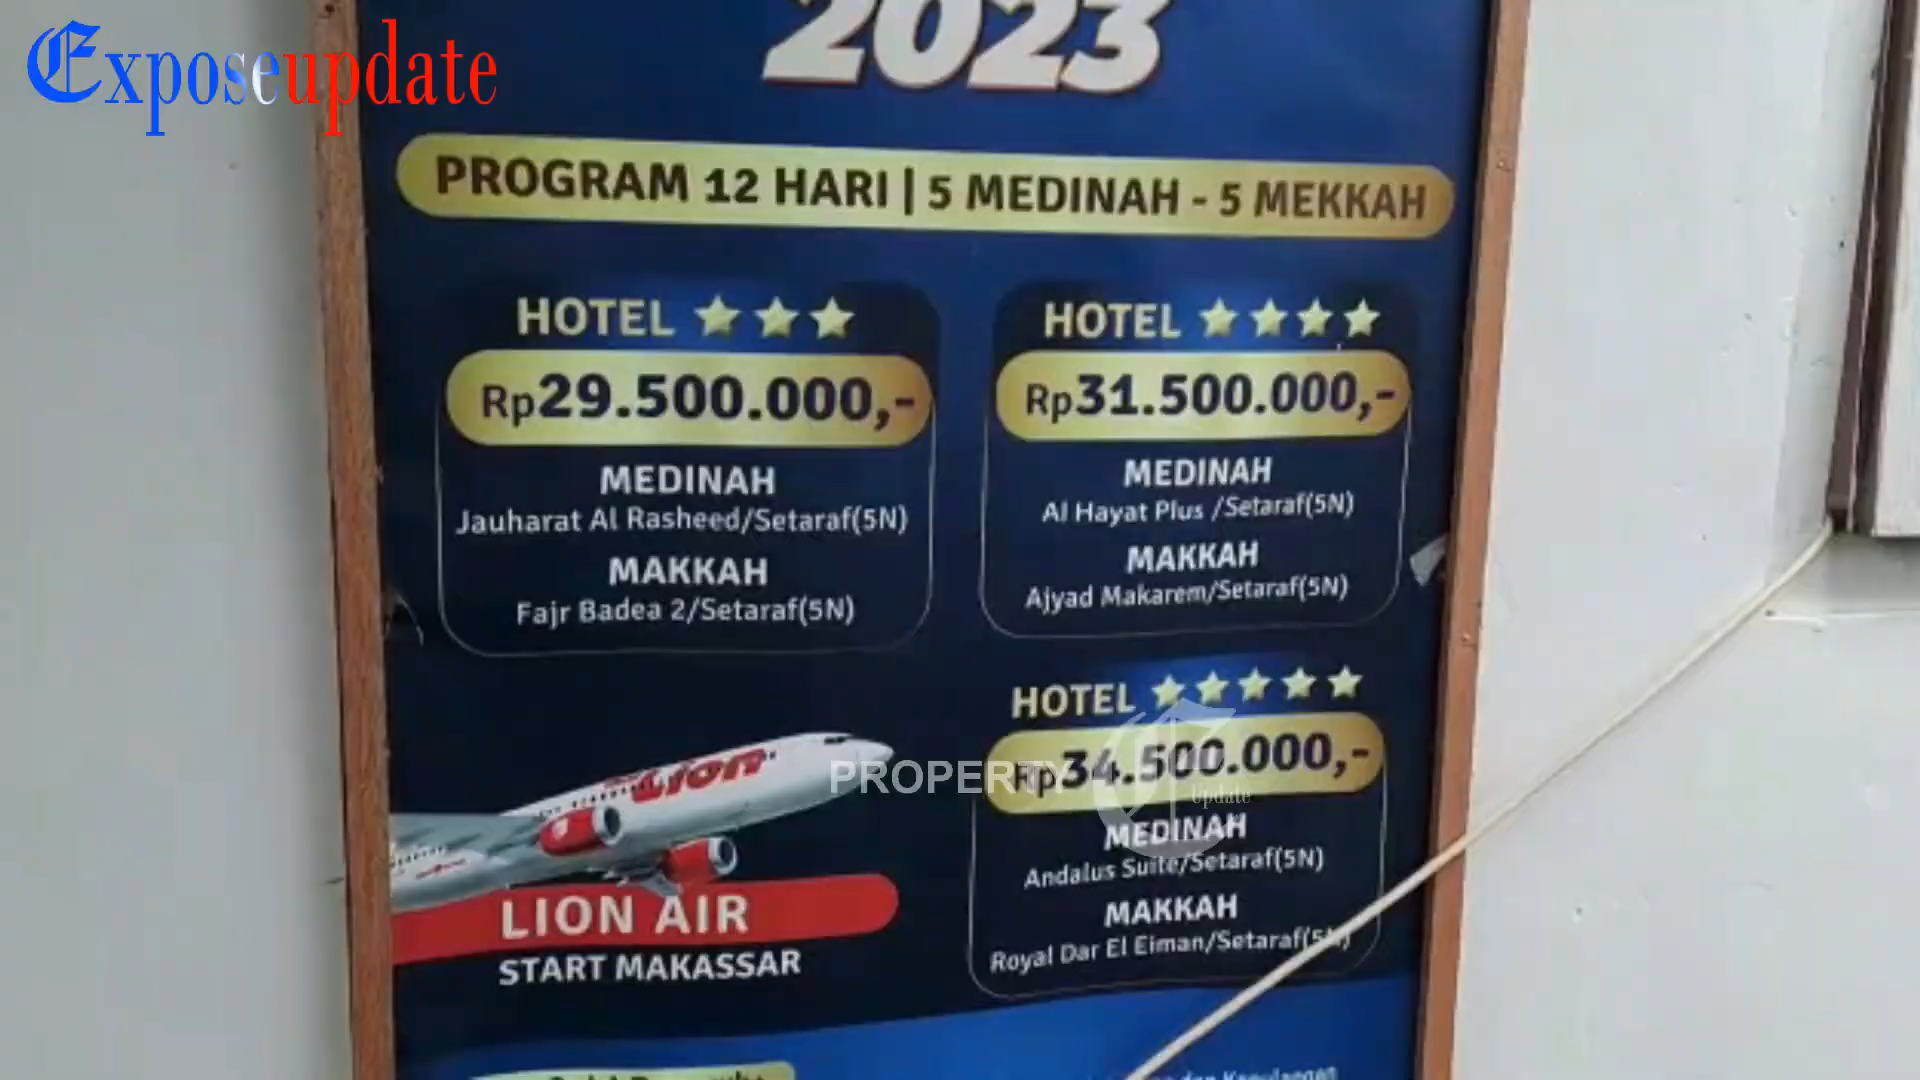 Exposeupdate
2023
PROGRAM 12 HARI | 5 MEDINAH - 5 MEKKAH
HOTEL
Rp29.500.000,-
MEDINAH
Jauharat Al Rasheed/Setaraf(5N)
MAKKAH
Fajr Badea 2/Setaraf(5N)
HOTEL
Rp31.500.000,-
MEDINAH
Al Hayat Plus /Setaraf(5N)
MAKKAH
Ajyad Makarem/Setaraf(5N)
HOTEL
Rp34.500.000,-
MEDINAH
Andalus Suite/Setaraf(5N)
MAKKAH
Royal Dar El Eiman/Setaraf(5N)
PROPERTY
Update
Lion
LION AIR
START MAKASSAR